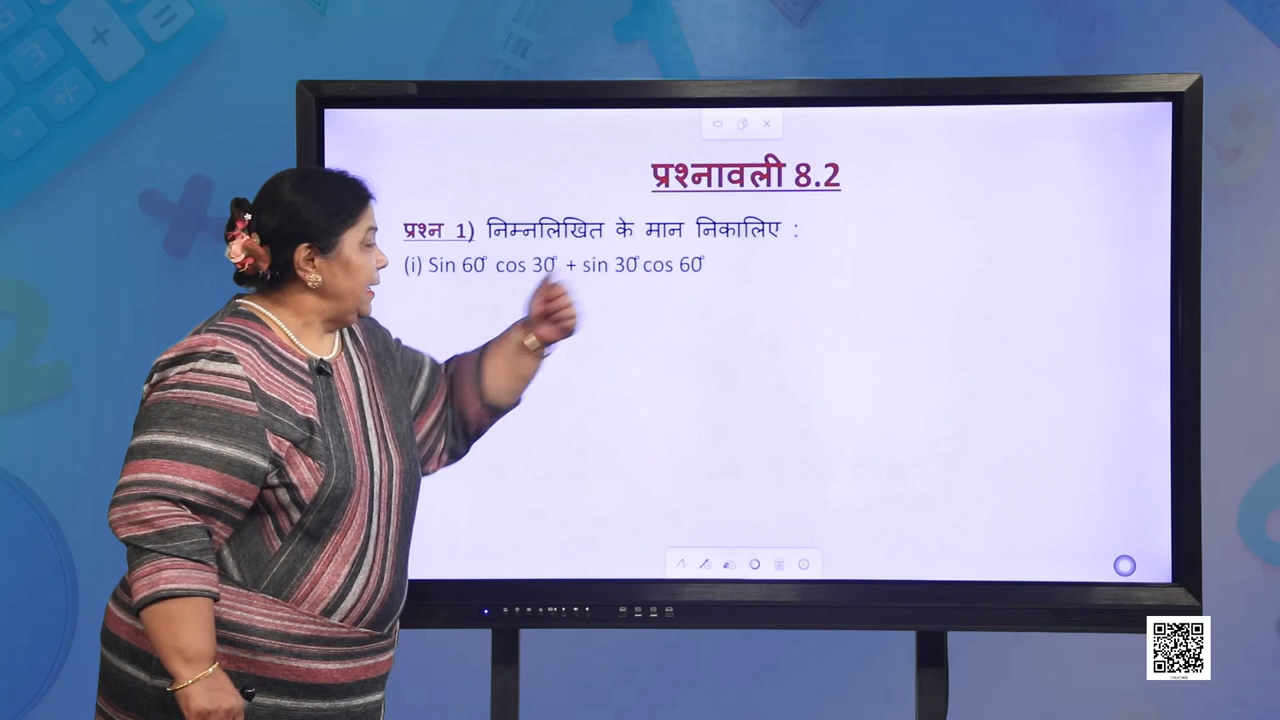 प्रश्नावली 8.2
प्रश्न 1) निम्नलिखित के मान निकालिए :
(i) Sin 60° cos 30° + sin 30° cos 60°